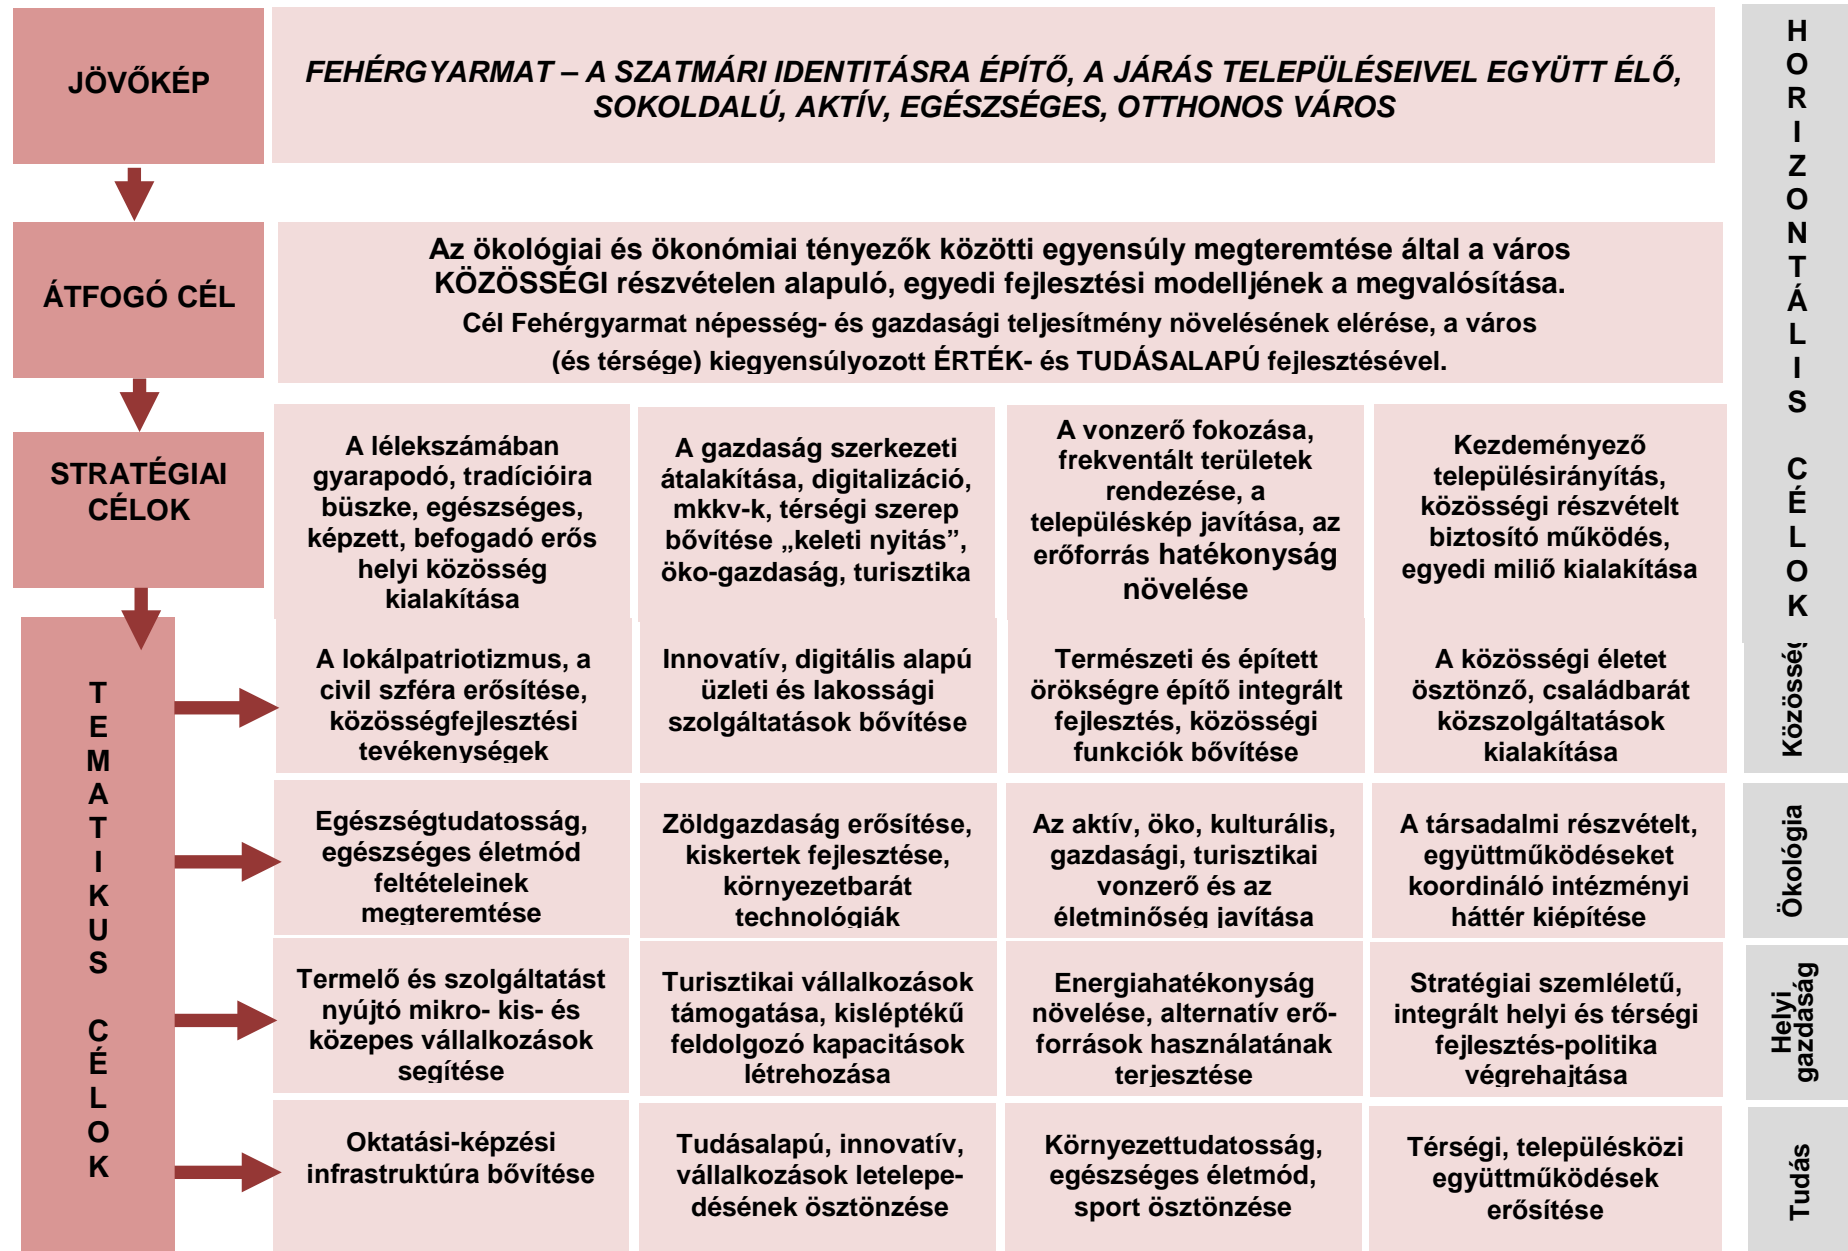 JÖVŐKÉP
FEHÉRGYARMAT – A SZATMÁRI IDENTITÁSRA ÉPÍTŐ, A JÁRÁS TELEPÜLÉSEIVEL EGYÜTT ÉLŐ,
SOKOLDALÚ, AKTÍV, EGÉSZSÉGES, OTTHONOS VÁROS
HORIZONTÁLIS CÉLOK
ÁTFOGÓ CÉL
Az ökológiai és ökonómiai tényezők közötti egyensúly megteremtése által a város
KÖZÖSSÉGI részvételen alapuló, egyedi fejlesztési modelljének a megvalósítása.
Cél Fehérgyarmat népesség- és gazdasági teljesítmény növelésének elérése, a város
(és térsége) kiegyensúlyozott ÉRTÉK- és TUDÁSALAPÚ fejlesztésével.
STRATÉGIAI
CÉLOK
A lélekszámában
gyarapodó, tradícióira
büszke, egészséges,
képzett, befogadó erős
helyi közösség
kialakítása
A gazdaság szerkezeti
átalakítása, digitalizáció,
mkkv-k, térségi szerep
bővítése „keleti nyitás”,
öko-gazdaság, turisztika
A vonzerő fokozása,
frekventált területek
rendezése, a
településkép javítása, az
erőforrás hatékonyság
növelése
Kezdeményező
településirányítás,
közösségi részvételt
biztosító működés,
egyedi miliő kialakítása
TEMATIKUS CÉLOK
A lokálpatriotizmus, a
civil szféra erősítése,
közösségfejlesztési
tevékenységek
Innovatív, digitális alapú
üzleti és lakossági
szolgáltatások bővítése
Természeti és épített
örökségre építő integrált
fejlesztés, közösségi
funkciók bővítése
A közösségi életet
ösztönző, családbarát
közszolgáltatások
kialakítása
Közösség
Egészségtudatosság,
egészséges életmód
feltételeinek
megteremtése
Zöldgazdaság erősítése,
kiskertek fejlesztése,
környezetbarát
technológiák
Az aktív, öko, kulturális,
gazdasági, turisztikai
vonzerő és az
életminőség javítása
A társadalmi részvételt,
együttműködéseket
koordináló intézményi
háttér kiépítése
Ökológia
Termelő és szolgáltatást
nyújtó mikro- kis- és
közepes vállalkozások
segítése
Turisztikai vállalkozások
támogatása, kisléptékű
feldolgozó kapacitások
létrehozása
Energiahatékonyság
növelése, alternatív erő-
források használatának
terjesztése
Stratégiai szemléletű,
integrált helyi és térségi
fejlesztés-politika
végrehajtása
Helyi
gazdaság
Oktatási-képzési
infrastruktúra bővítése
Tudásalapú, innovatív,
vállalkozások letelepe-
désének ösztönzése
Környezettudatosság,
egészséges életmód,
sport ösztönzése
Térségi, településközi
együttműködések
erősítése
Tudás